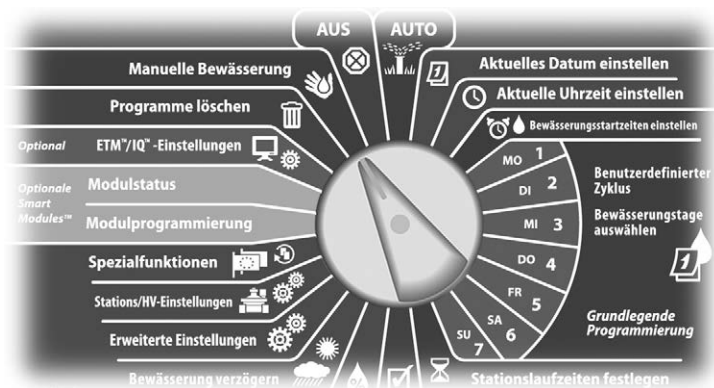 AUS
AUTO
Manuelle Bewässerung
Programme löschen
Optional
ETM™/IQ™ -Einstellungen
Optionale
Smart
Modules™
Modulstatus
Modulprogrammierung
Spezialfunktionen
Stations/HV-Einstellungen
Erweiterte Einstellungen
Bewässerung verzögern
%
Aktuelles Datum einstellen
1
Aktuelle Uhrzeit einstellen
Bewässerungsstartzeiten einstellen
MO 1
DI 2
MI 3
DO 4
FR 5
SA 6
SU 7
Benutzerdefinierter
Zyklus
Bewässerungstage
auswählen
1
Grundlegende
Programmierung
Stationslaufzeiten festlegen